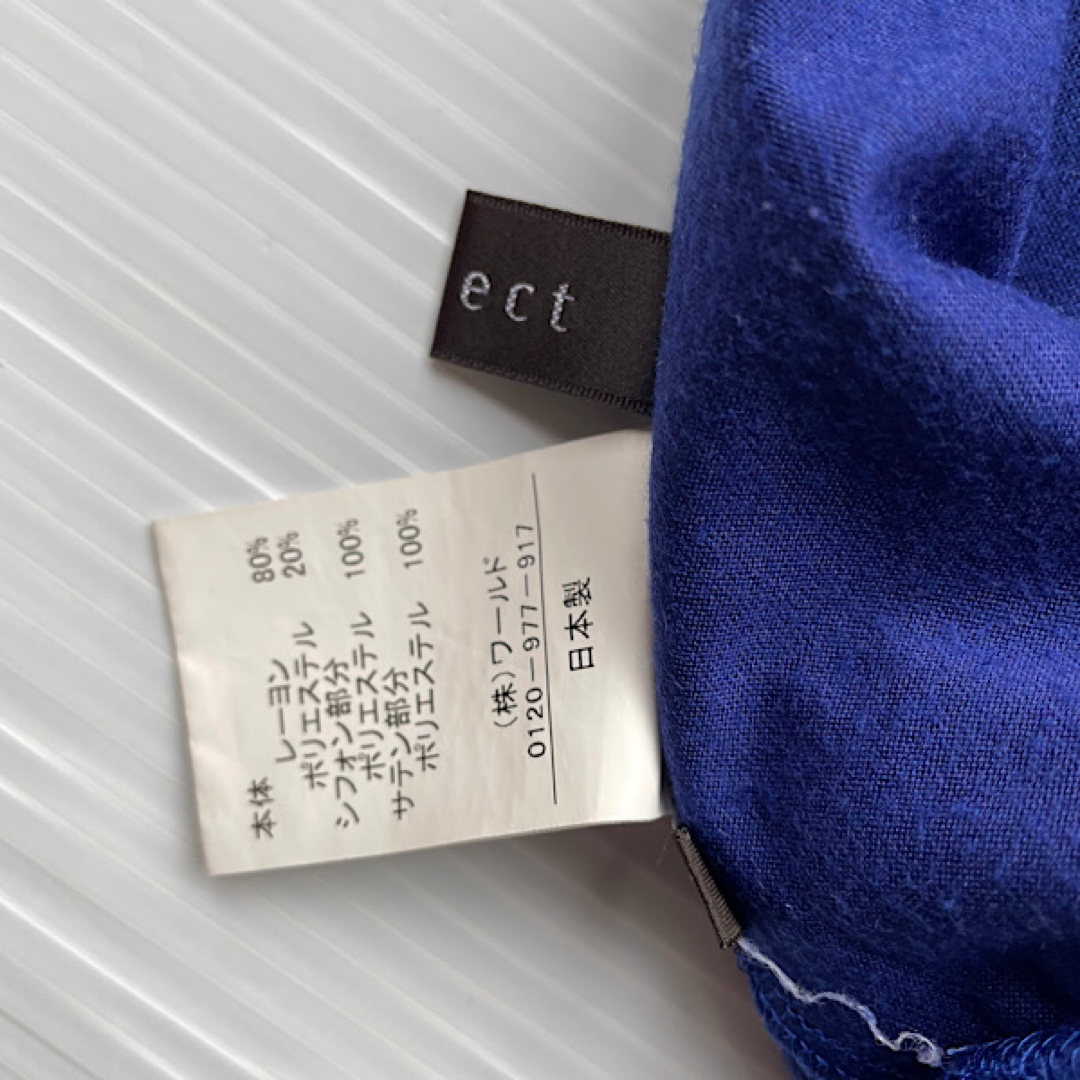 ect
本体
レーヨン 80%
ポリエステル 20%
シフォン部分
ポリエステル 100%
サテン部分
ポリエステル 100%
(株)ワールド
0120-977-917
日本製